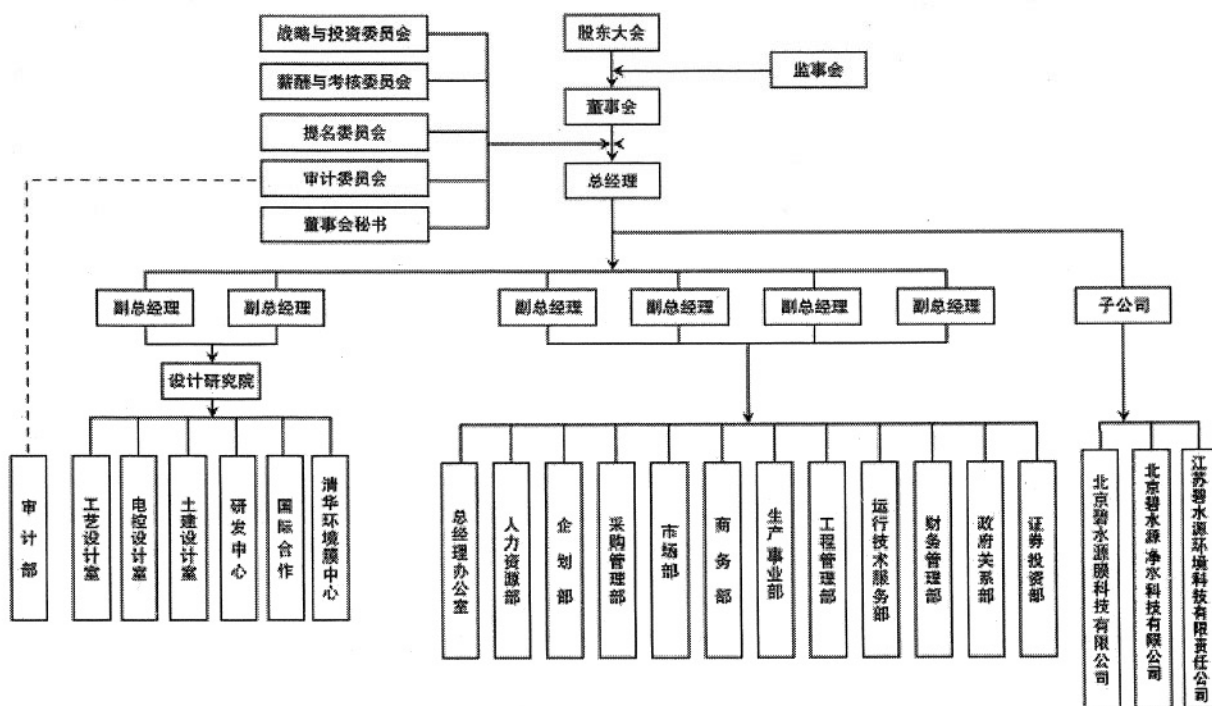 战略与投资委员会
股东大会
薪酬与考核委员会
监事会
董事会
提名委员会
审计委员会
总经理
董事会秘书
副总经理
副总经理
副总经理
副总经理
副总经理
副总经理
子公司
设计研究院
审计部
工艺设计室
电控设计室
土建设计室
研发中心
国际合作
清华环境膜中心
总经理办公室
人力资源部
企划部
采购管理部
市场部
商务部
生产事业部
工程管理部
运行技术服务部
财务管理部
政府关系部
证券投资部
北京碧水源膜科技有限公司
北京碧水源净水科技有限公司
江苏碧水源环境科技有限责任公司